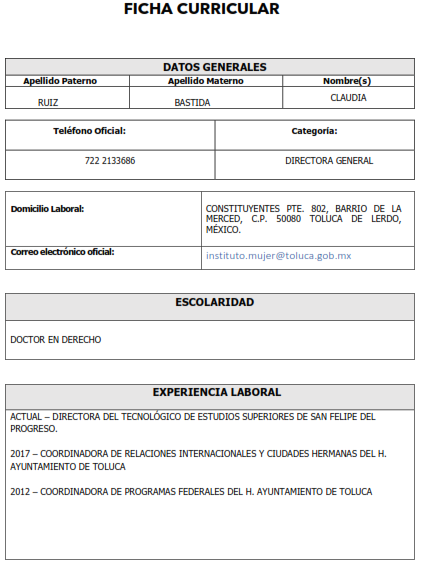 FICHA CURRICULAR
DATOS GENERALES
Apellido Paterno Apellido Materno Nombre(s)
RUIZ BASTIDA CLAUDIA
Teléfono Oficial: Categoría:
722 2133686 DIRECTORA GENERAL
Domicilio Laboral: CONSTITUYENTES PTE. 802, BARRIO DE LA
MERCED, C.P. 50080 TOLUCA DE LERDO,
MÉXICO.
Correo electrónico oficial: instituto.mujer@toluca.gob.mx
ESCOLARIDAD
DOCTOR EN DERECHO
EXPERIENCIA LABORAL
ACTUAL – DIRECTORA DEL TECNOLÓGICO DE ESTUDIOS SUPERIORES DE SAN FELIPE DEL
PROGRESO.
2017 – COORDINADORA DE RELACIONES INTERNACIONALES Y CIUDADES HERMANAS DEL H.
AYUNTAMIENTO DE TOLUCA
2012 – COORDINADORA DE PROGRAMAS FEDERALES DEL H. AYUNTAMIENTO DE TOLUCA